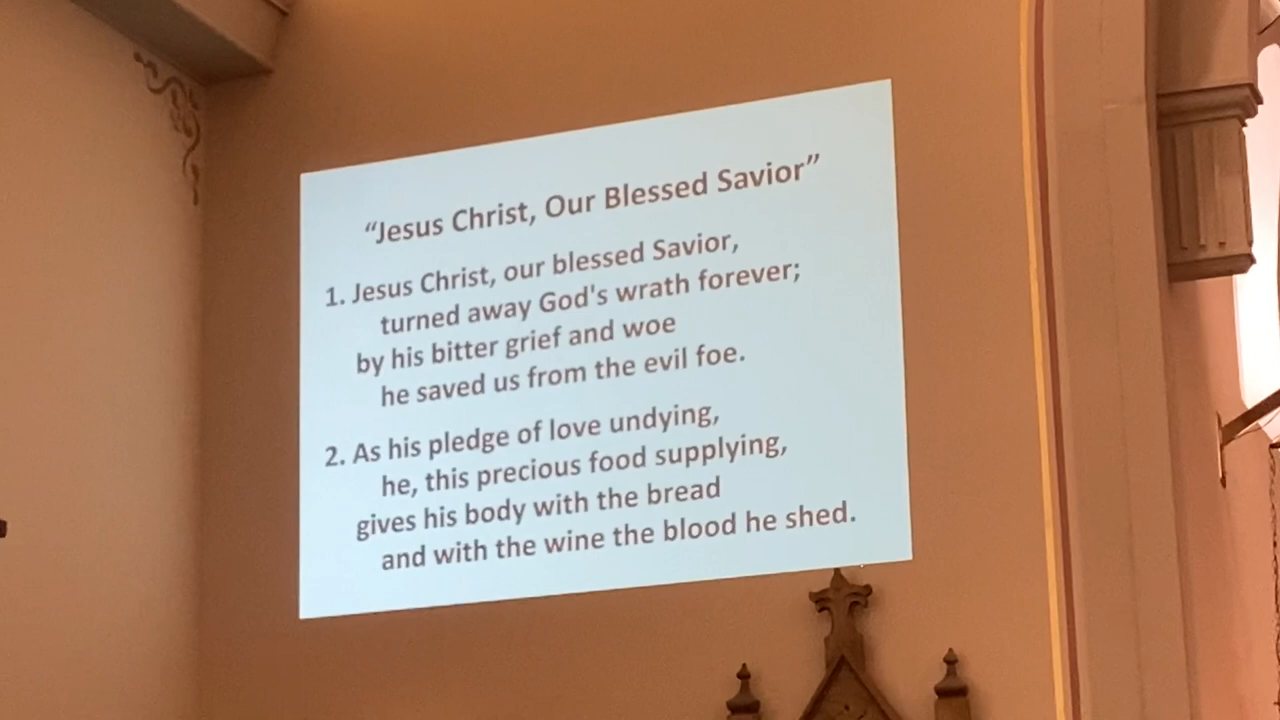 “Jesus Christ, Our Blessed Savior”
1. Jesus Christ, our blessed Savior,
turned away God's wrath forever;
by his bitter grief and woe
he saved us from the evil foe.
2. As his pledge of love undying,
he, this precious food supplying,
gives his body with the bread
and with the wine the blood he shed.